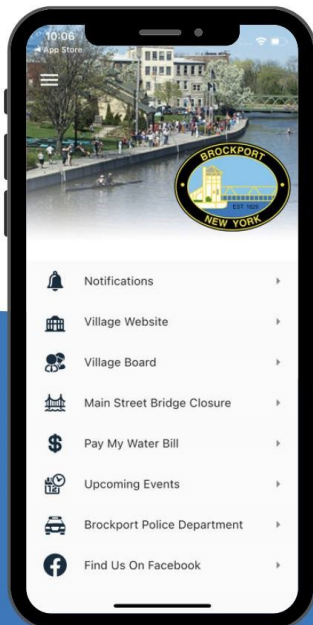 10:06
App Store
BROCKPORT
EST. 1829
NEW YORK
Notifications
Village Website
Village Board
Main Street Bridge Closure
Pay My Water Bill
Upcoming Events
Brockport Police Department
Find Us On Facebook